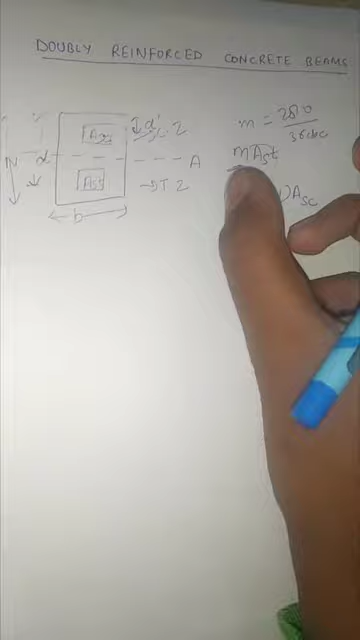 DOUBLY REINFORCED CONCRETE BEAMS
Asc
d'
C.Z
m = 280
3σcbc
N
d
A
mAst
Ast
→ T Z
)Asc
b